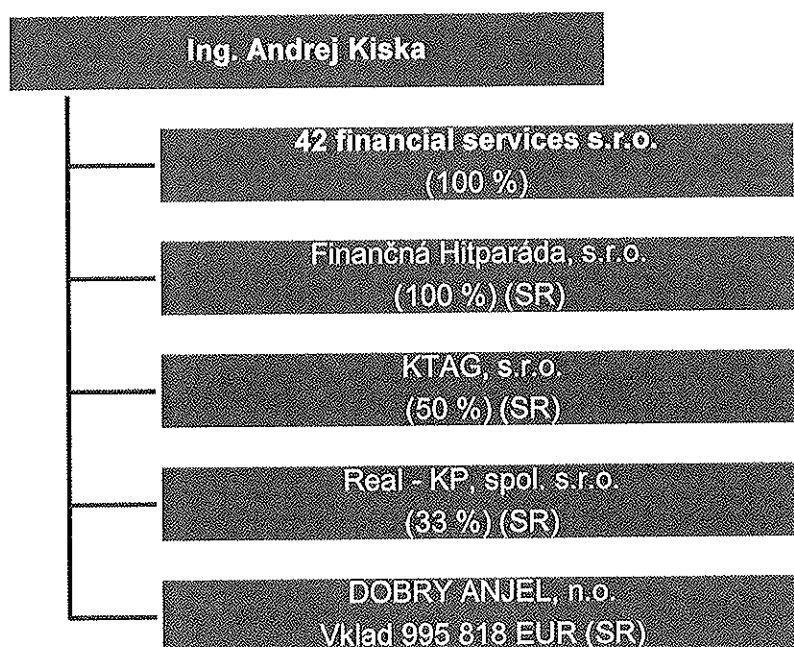 Ing. Andrej Kiska
42 financial services s.r.o.
(100 %)
Finančná Hitparáda, s.r.o.
(100 %) (SR)
KTAG, s.r.o.
(50 %) (SR)
Real - KP, spol. s.r.o.
(33 %) (SR)
DOBRY ANJEL, n.o.
Vklad 995 818 EUR (SR)